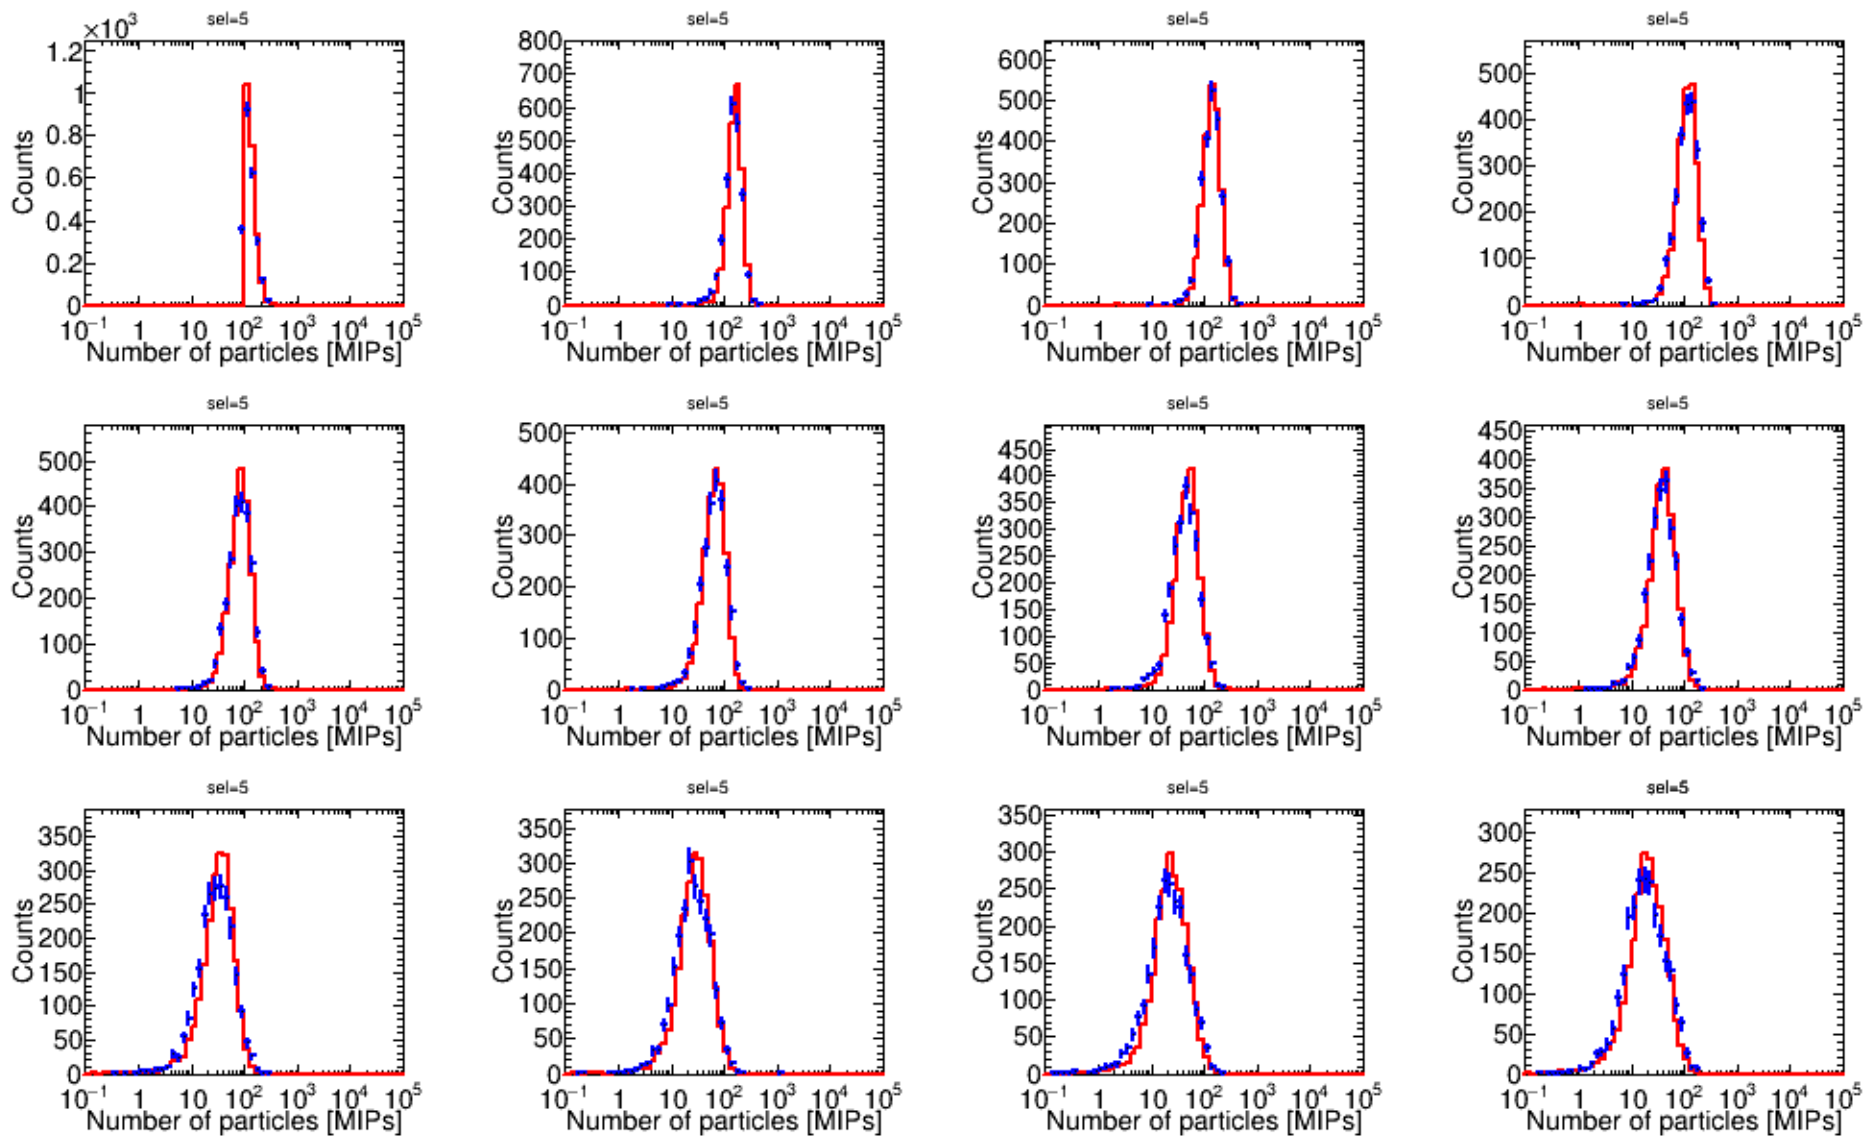 sel=5 sel=5 sel=5 sel=5
×10³
1.2 1 0.8 0.6 0.4 0.2 0
Counts
10⁻¹ 1 10 10² 10³ 10⁴ 10⁵
Number of particles [MIPs]
800 700 600 500 400 300 200 100 0
Counts
10⁻¹ 1 10 10² 10³ 10⁴ 10⁵
Number of particles [MIPs]
600 500 400 300 200 100 0
Counts
10⁻¹ 1 10 10² 10³ 10⁴ 10⁵
Number of particles [MIPs]
500 400 300 200 100 0
Counts
10⁻¹ 1 10 10² 10³ 10⁴ 10⁵
Number of particles [MIPs]
sel=5 sel=5 sel=5 sel=5
500 400 300 200 100 0
Counts
10⁻¹ 1 10 10² 10³ 10⁴ 10⁵
Number of particles [MIPs]
500 400 300 200 100 0
Counts
10⁻¹ 1 10 10² 10³ 10⁴ 10⁵
Number of particles [MIPs]
450 400 350 300 250 200 150 100 50 0
Counts
10⁻¹ 1 10 10² 10³ 10⁴ 10⁵
Number of particles [MIPs]
450 400 350 300 250 200 150 100 50 0
Counts
10⁻¹ 1 10 10² 10³ 10⁴ 10⁵
Number of particles [MIPs]
sel=5 sel=5 sel=5 sel=5
350 300 250 200 150 100 50 0
Counts
10⁻¹ 1 10 10² 10³ 10⁴ 10⁵
Number of particles [MIPs]
350 300 250 200 150 100 50 0
Counts
10⁻¹ 1 10 10² 10³ 10⁴ 10⁵
Number of particles [MIPs]
350 300 250 200 150 100 50 0
Counts
10⁻¹ 1 10 10² 10³ 10⁴ 10⁵
Number of particles [MIPs]
300 250 200 150 100 50 0
Counts
10⁻¹ 1 10 10² 10³ 10⁴ 10⁵
Number of particles [MIPs]